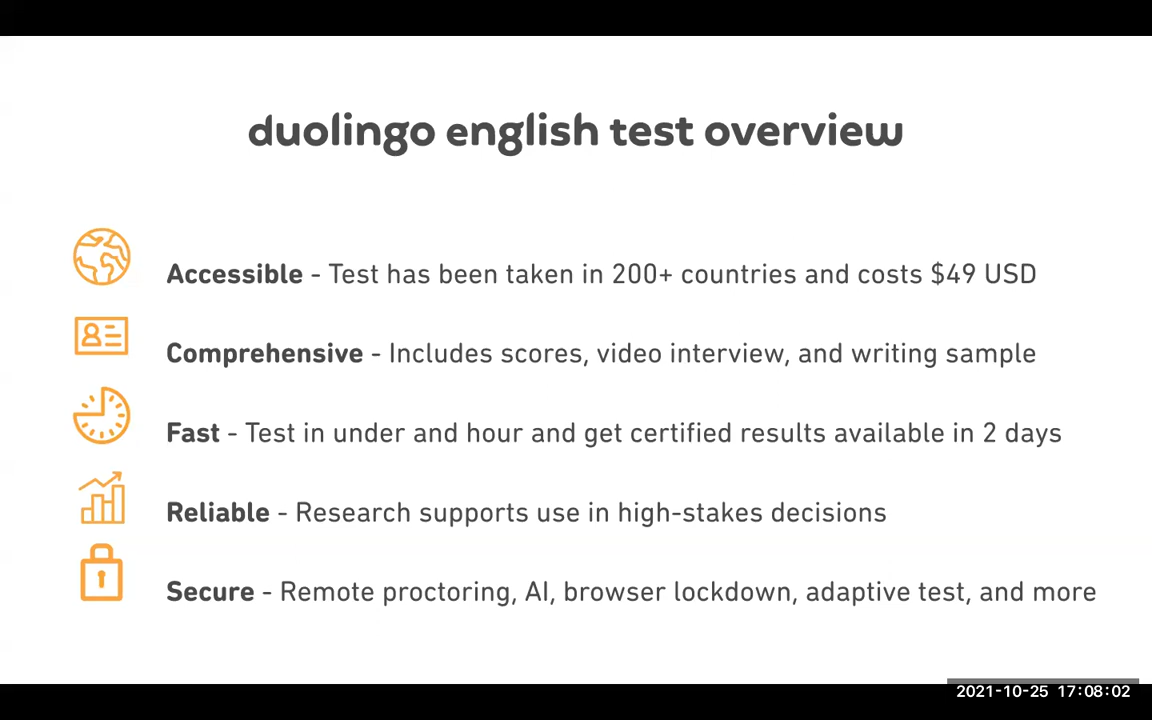 duolingo english test overview
Accessible - Test has been taken in 200+ countries and costs $49 USD
Comprehensive - Includes scores, video interview, and writing sample
Fast - Test in under and hour and get certified results available in 2 days
Reliable - Research supports use in high-stakes decisions
Secure - Remote proctoring, AI, browser lockdown, adaptive test, and more
2021-10-25 17:08:02